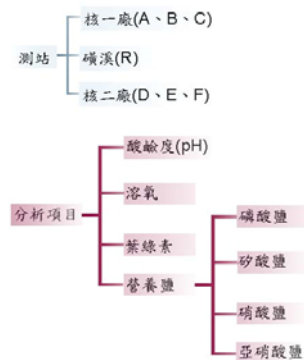 核一廠(A、B、C)
測站
磺溪(R)
核二廠(D、E、F)
酸鹼度(pH)
溶氧
分析項目
葉綠素
營養鹽
磷酸鹽
矽酸鹽
硝酸鹽
亞硝酸鹽